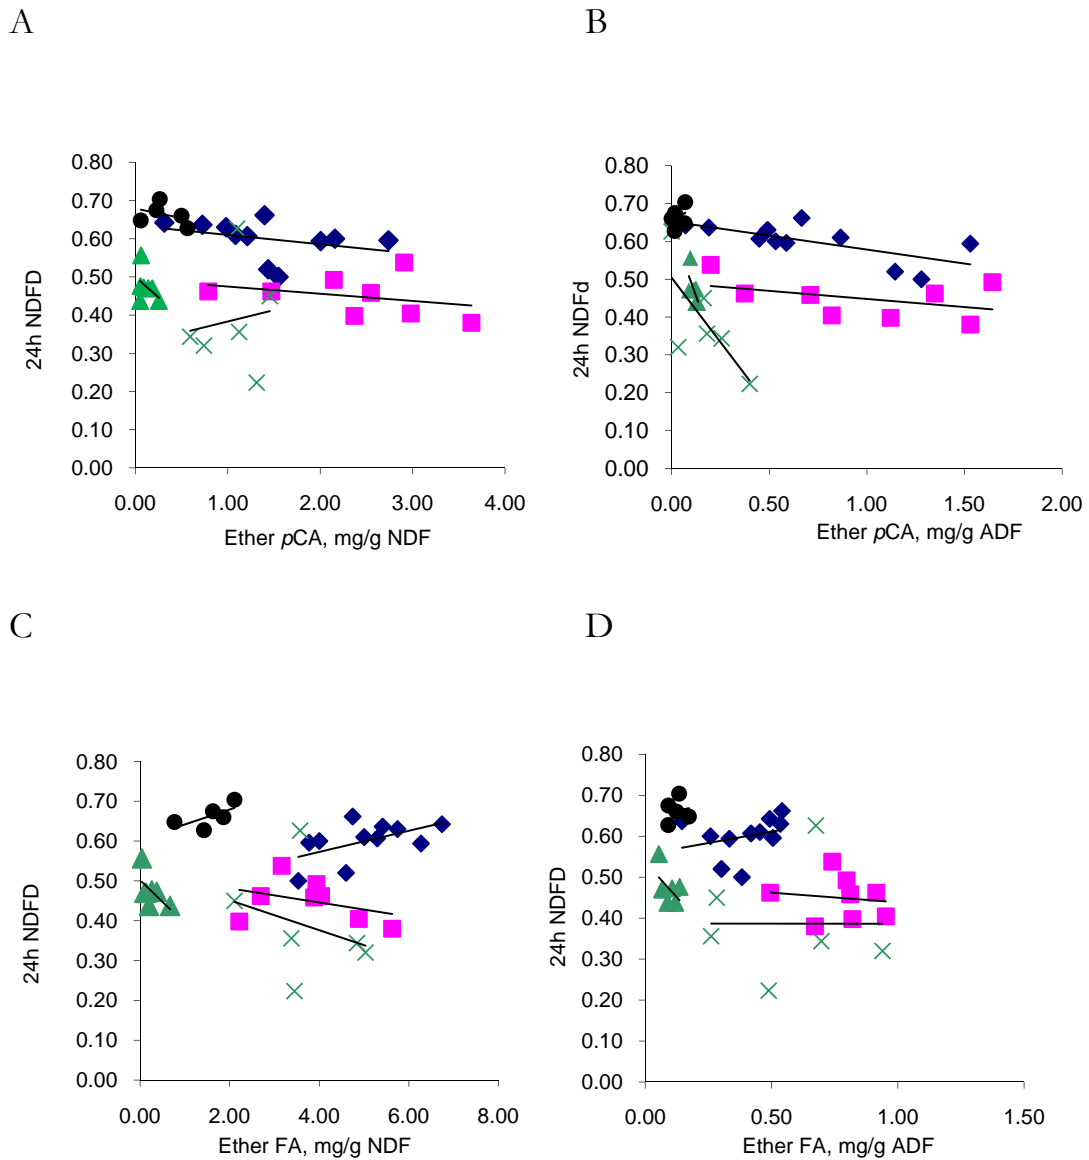 A
0.80
0.70
0.60
0.50
0.40
0.30
0.20
0.10
0.00
24h NDFD
0.00 1.00 2.00 3.00 4.00
Ether pCA, mg/g NDF
B
0.80
0.70
0.60
0.50
0.40
0.30
0.20
0.10
0.00
24h NDFd
0.00 0.50 1.00 1.50 2.00
Ether pCA, mg/g ADF
C
0.80
0.70
0.60
0.50
0.40
0.30
0.20
0.10
0.00
24h NDFD
0.00 2.00 4.00 6.00 8.00
Ether FA, mg/g NDF
D
0.80
0.70
0.60
0.50
0.40
0.30
0.20
0.10
0.00
24h NDFD
0.00 0.50 1.00 1.50
Ether FA, mg/g ADF